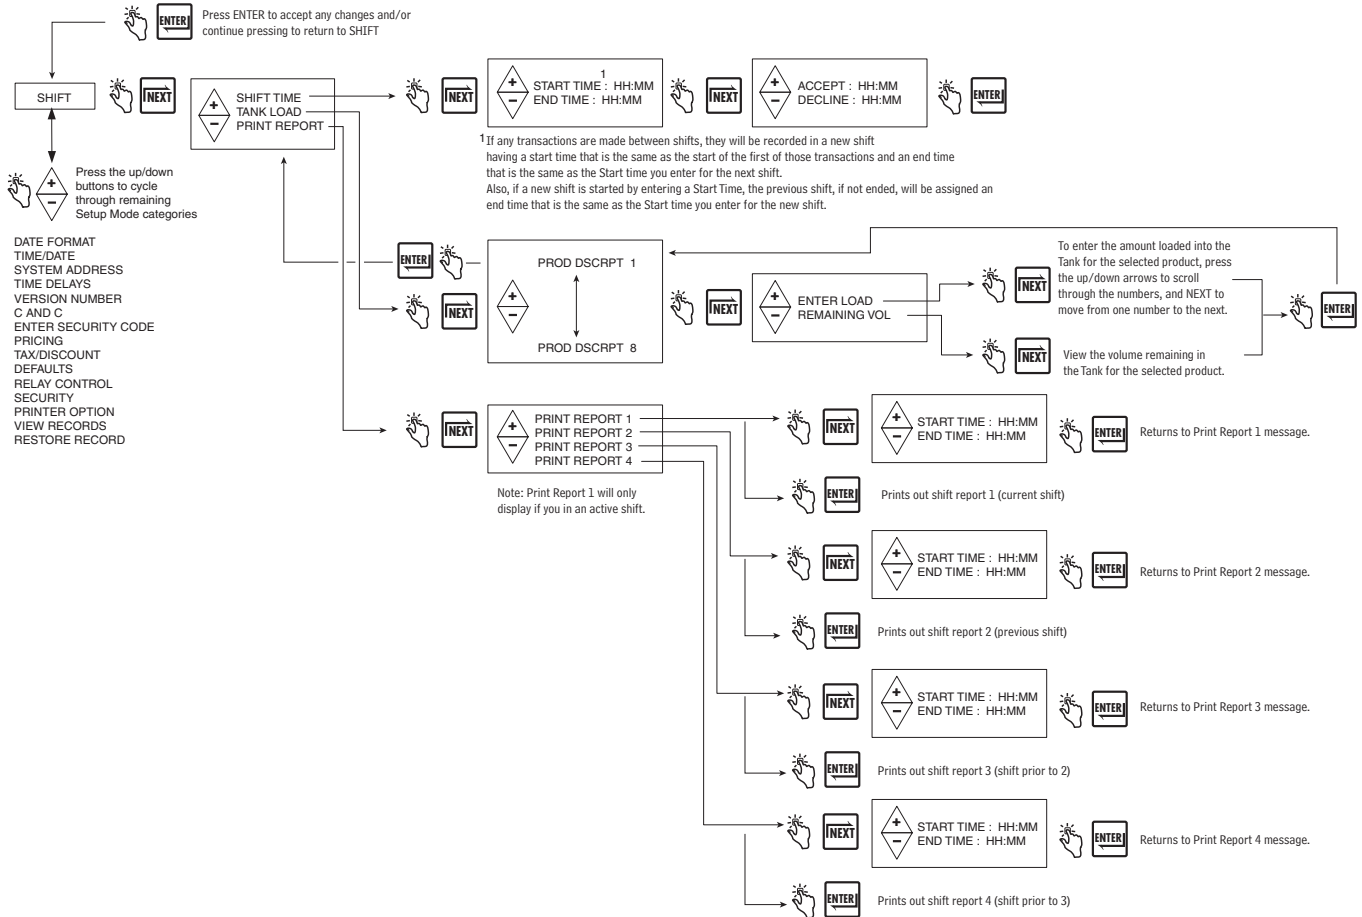 ENTER
Press ENTER to accept any changes and/or
continue pressing to return to SHIFT
SHIFT
NEXT
+
–
SHIFT TIME
TANK LOAD
PRINT REPORT
NEXT
+
–
1
START TIME : HH:MM
END TIME : HH:MM
NEXT
+
–
ACCEPT : HH:MM
DECLINE : HH:MM
ENTER
1 If any transactions are made between shifts, they will be recorded in a new shift
having a start time that is the same as the start of the first of those transactions and an end time
that is the same as the Start time you enter for the next shift.
Also, if a new shift is started by entering a Start Time, the previous shift, if not ended, will be assigned an
end time that is the same as the Start time you enter for the new shift.
+
–
Press the up/down
buttons to cycle
through remaining
Setup Mode categories
DATE FORMAT
TIME/DATE
SYSTEM ADDRESS
TIME DELAYS
VERSION NUMBER
C AND C
ENTER SECURITY CODE
PRICING
TAX/DISCOUNT
DEFAULTS
RELAY CONTROL
SECURITY
PRINTER OPTION
VIEW RECORDS
RESTORE RECORD
ENTER
NEXT
+
–
PROD DSCRPT 1
PROD DSCRPT 8
NEXT
+
–
ENTER LOAD
REMAINING VOL
NEXT
To enter the amount loaded into the
Tank for the selected product, press
the up/down arrows to scroll
through the numbers, and NEXT to
move from one number to the next.
NEXT
View the volume remaining in
the Tank for the selected product.
ENTER
NEXT
+
–
PRINT REPORT 1
PRINT REPORT 2
PRINT REPORT 3
PRINT REPORT 4
Note: Print Report 1 will only
display if you in an active shift.
NEXT
+
–
START TIME : HH:MM
END TIME : HH:MM
ENTER
Returns to Print Report 1 message.
ENTER
Prints out shift report 1 (current shift)
NEXT
+
–
START TIME : HH:MM
END TIME : HH:MM
ENTER
Returns to Print Report 2 message.
ENTER
Prints out shift report 2 (previous shift)
NEXT
+
–
START TIME : HH:MM
END TIME : HH:MM
ENTER
Returns to Print Report 3 message.
ENTER
Prints out shift report 3 (shift prior to 2)
NEXT
+
–
START TIME : HH:MM
END TIME : HH:MM
ENTER
Returns to Print Report 4 message.
ENTER
Prints out shift report 4 (shift prior to 3)